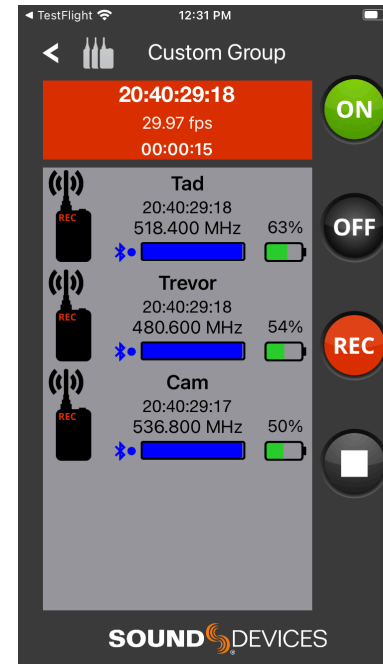 ◀ TestFlight 12:31 PM
Custom Group
20:40:29:18
29.97 fps
00:00:15
ON
Tad
REC
20:40:29:18
518.400 MHz 63%
OFF
Trevor
REC
20:40:29:18
480.600 MHz 54%
REC
Cam
REC
20:40:29:17
536.800 MHz 50%
SOUND DEVICES